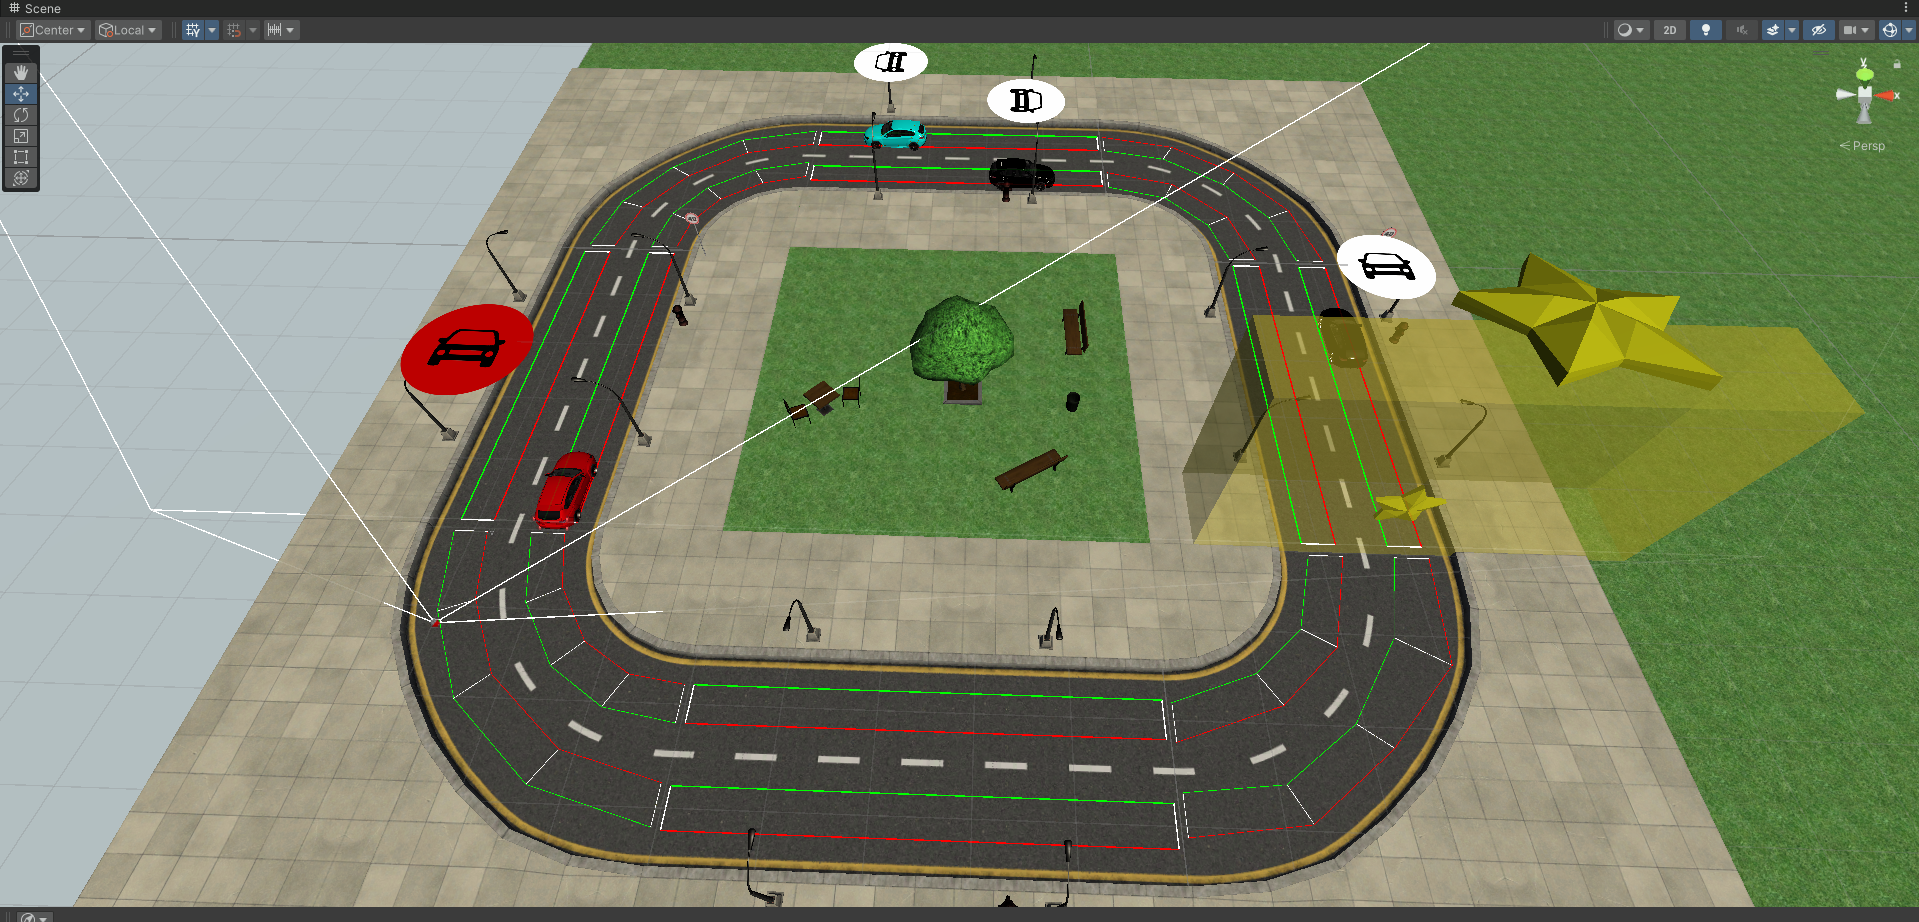 Scene
Center
Local
2D
y
x
Persp